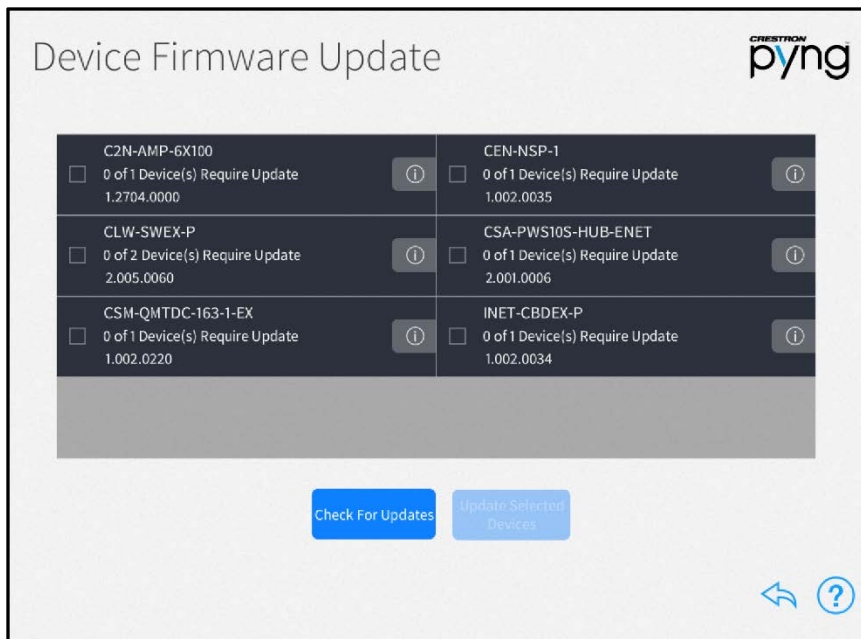 Device Firmware Update
CRESTRON
pyng
C2N-AMP-6X100
0 of 1 Device(s) Require Update
1.2704.0000
CEN-NSP-1
0 of 1 Device(s) Require Update
1.002.0035
CLW-SWEX-P
0 of 2 Device(s) Require Update
2.005.0060
CSA-PWS10S-HUB-ENET
0 of 1 Device(s) Require Update
2.001.0006
CSM-QMTDC-163-1-EX
0 of 1 Device(s) Require Update
1.002.0220
INET-CBDEX-P
0 of 1 Device(s) Require Update
1.002.0034
Check For Updates
Update Selected
Devices
?